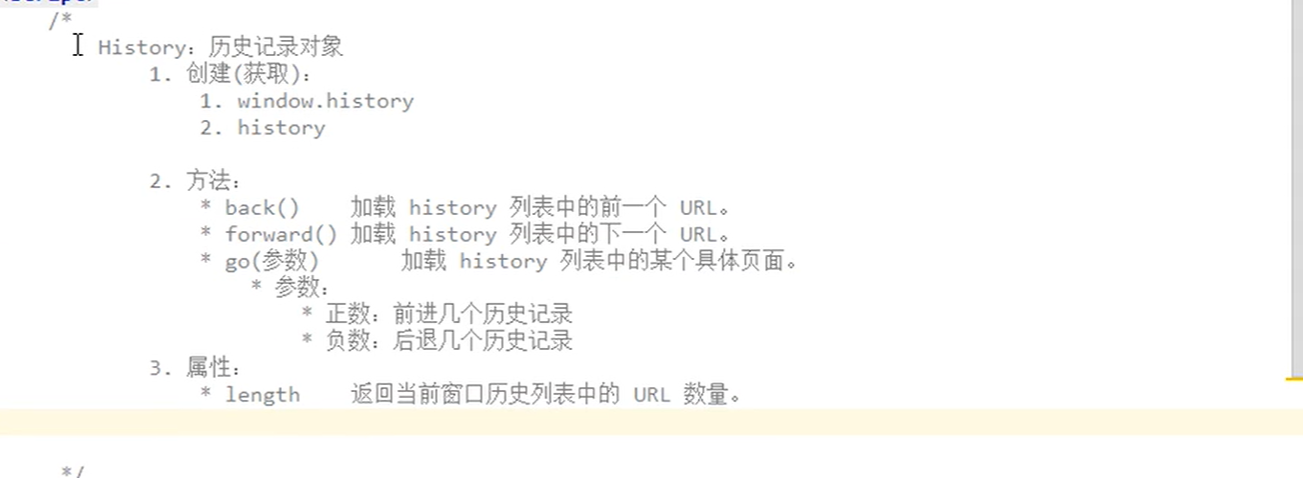 /*
History：历史记录对象
1. 创建(获取)：
1. window.history
2. history
2. 方法：
* back() 加载 history 列表中的前一个 URL。
* forward() 加载 history 列表中的下一个 URL。
* go(参数) 加载 history 列表中的某个具体页面。
* 参数：
* 正数：前进几个历史记录
* 负数：后退几个历史记录
3. 属性：
* length 返回当前窗口历史列表中的 URL 数量。
*/